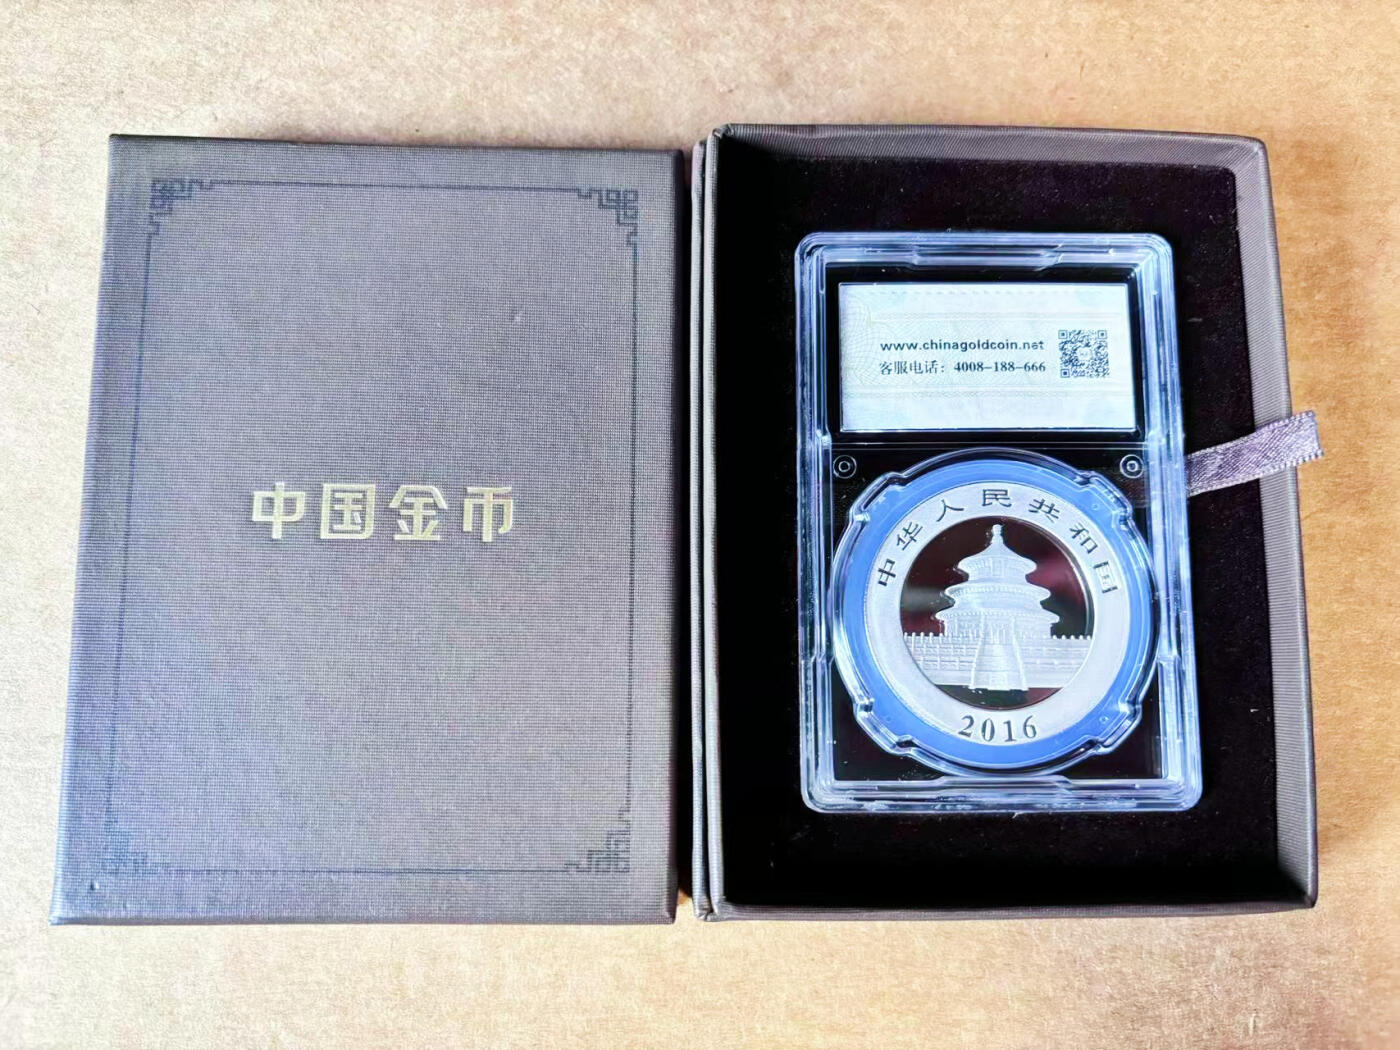 中国金币
www.chinagoldcoin.net
客服电话：4008-188-666
中华人民共和国
2016